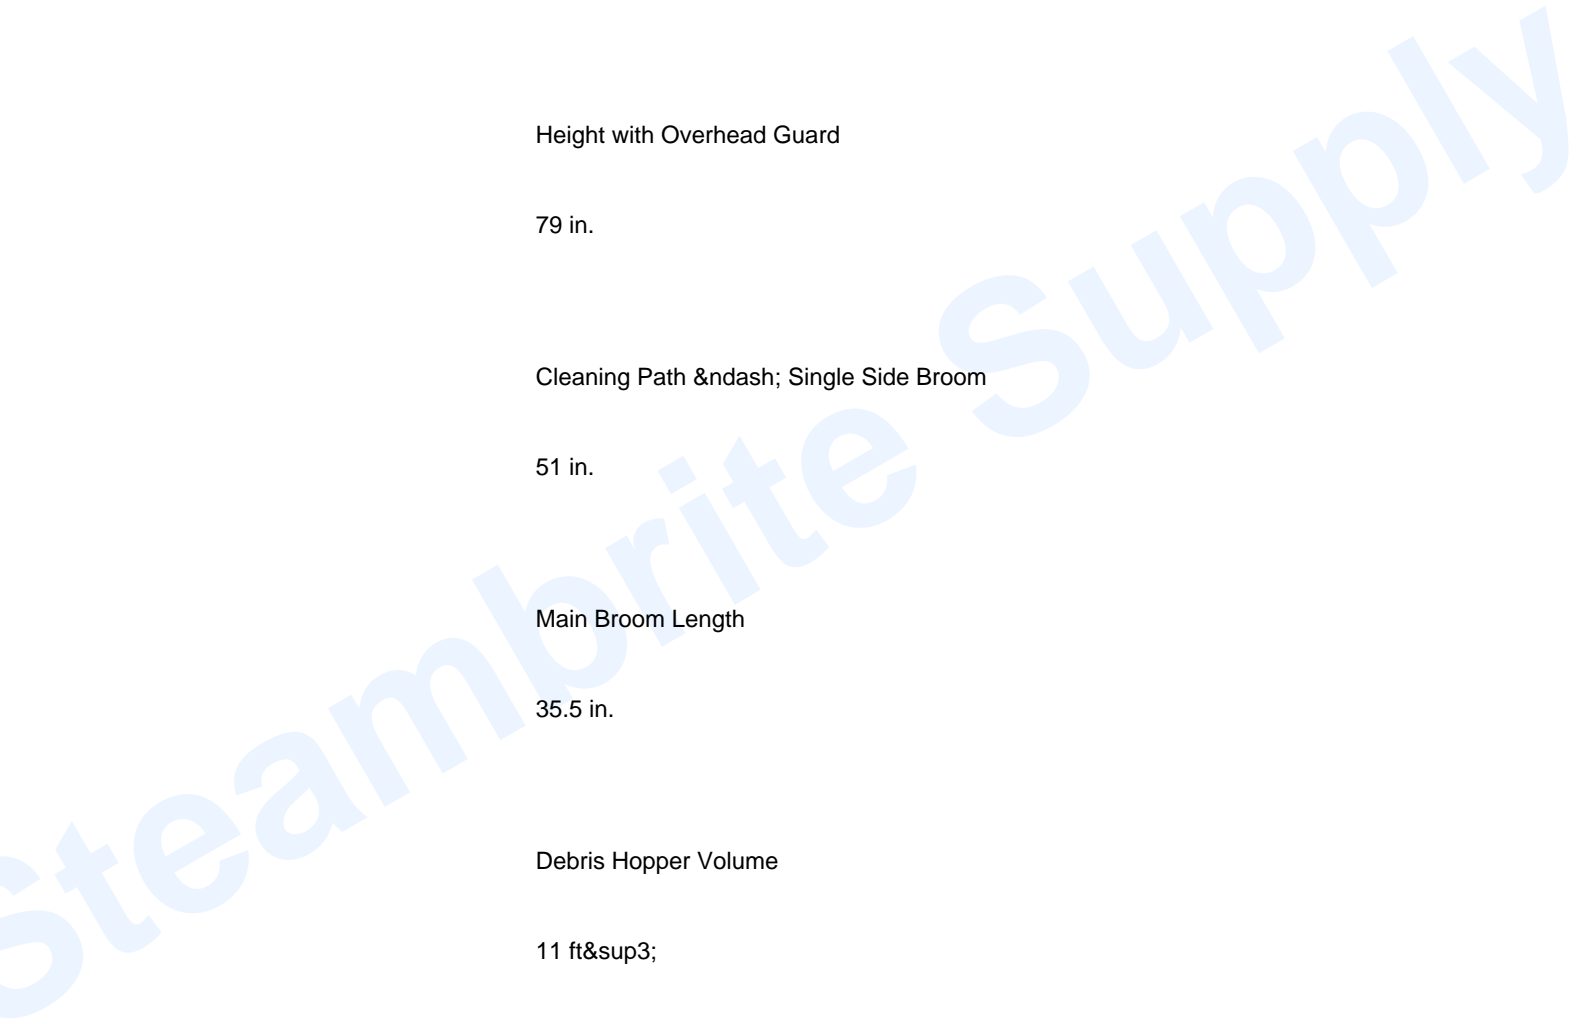 Height with Overhead Guard
79 in.
Cleaning Path &ndash; Single Side Broom
51 in.
Main Broom Length
35.5 in.
Debris Hopper Volume
11 ft&sup3;
Steambrite Supply